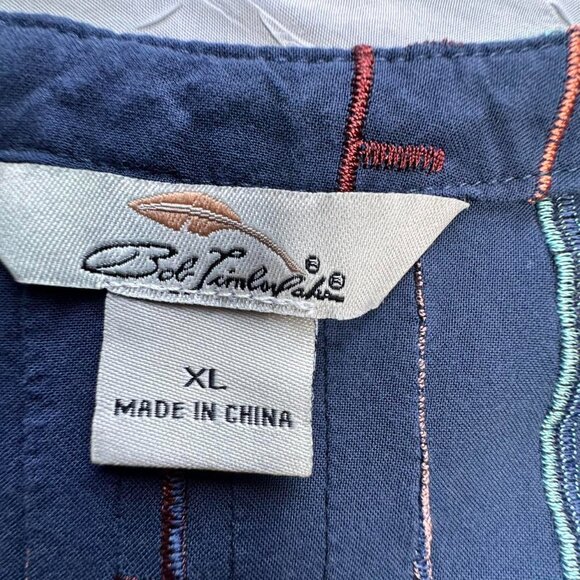 Bob Timberlake ® ®
XL
MADE IN CHINA